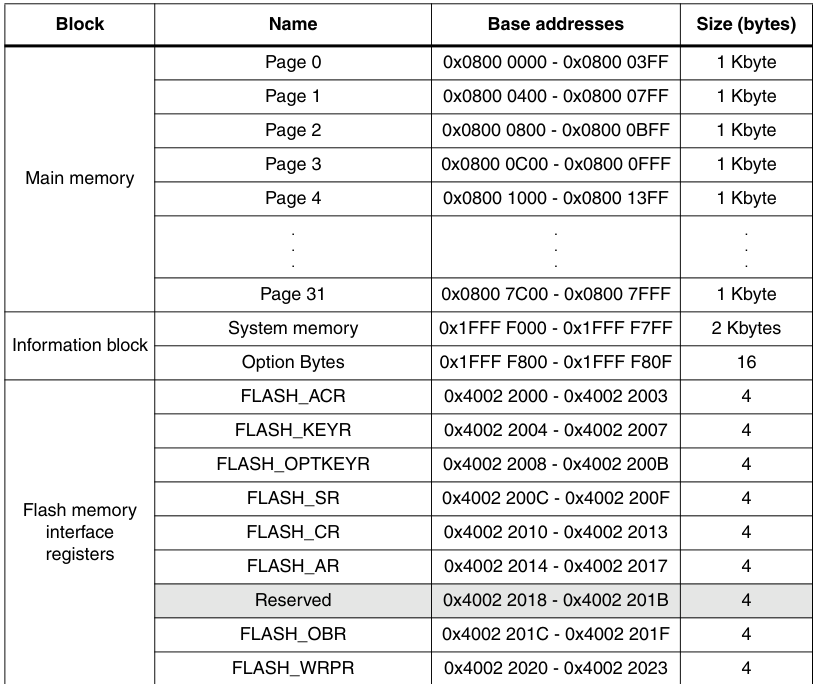 Block Name Base addresses Size (bytes)
Page 0 0x0800 0000 - 0x0800 03FF 1 Kbyte
Page 1 0x0800 0400 - 0x0800 07FF 1 Kbyte
Page 2 0x0800 0800 - 0x0800 0BFF 1 Kbyte
Page 3 0x0800 0C00 - 0x0800 0FFF 1 Kbyte
Main memory
Page 4 0x0800 1000 - 0x0800 13FF 1 Kbyte
. . .
. . .
. . .
Page 31 0x0800 7C00 - 0x0800 7FFF 1 Kbyte
System memory 0x1FFF F000 - 0x1FFF F7FF 2 Kbytes
Information block
Option Bytes 0x1FFF F800 - 0x1FFF F80F 16
FLASH_ACR 0x4002 2000 - 0x4002 2003 4
FLASH_KEYR 0x4002 2004 - 0x4002 2007 4
FLASH_OPTKEYR 0x4002 2008 - 0x4002 200B 4
FLASH_SR 0x4002 200C - 0x4002 200F 4
Flash memory
interface
registers
FLASH_CR 0x4002 2010 - 0x4002 2013 4
FLASH_AR 0x4002 2014 - 0x4002 2017 4
Reserved 0x4002 2018 - 0x4002 201B 4
FLASH_OBR 0x4002 201C - 0x4002 201F 4
FLASH_WRPR 0x4002 2020 - 0x4002 2023 4